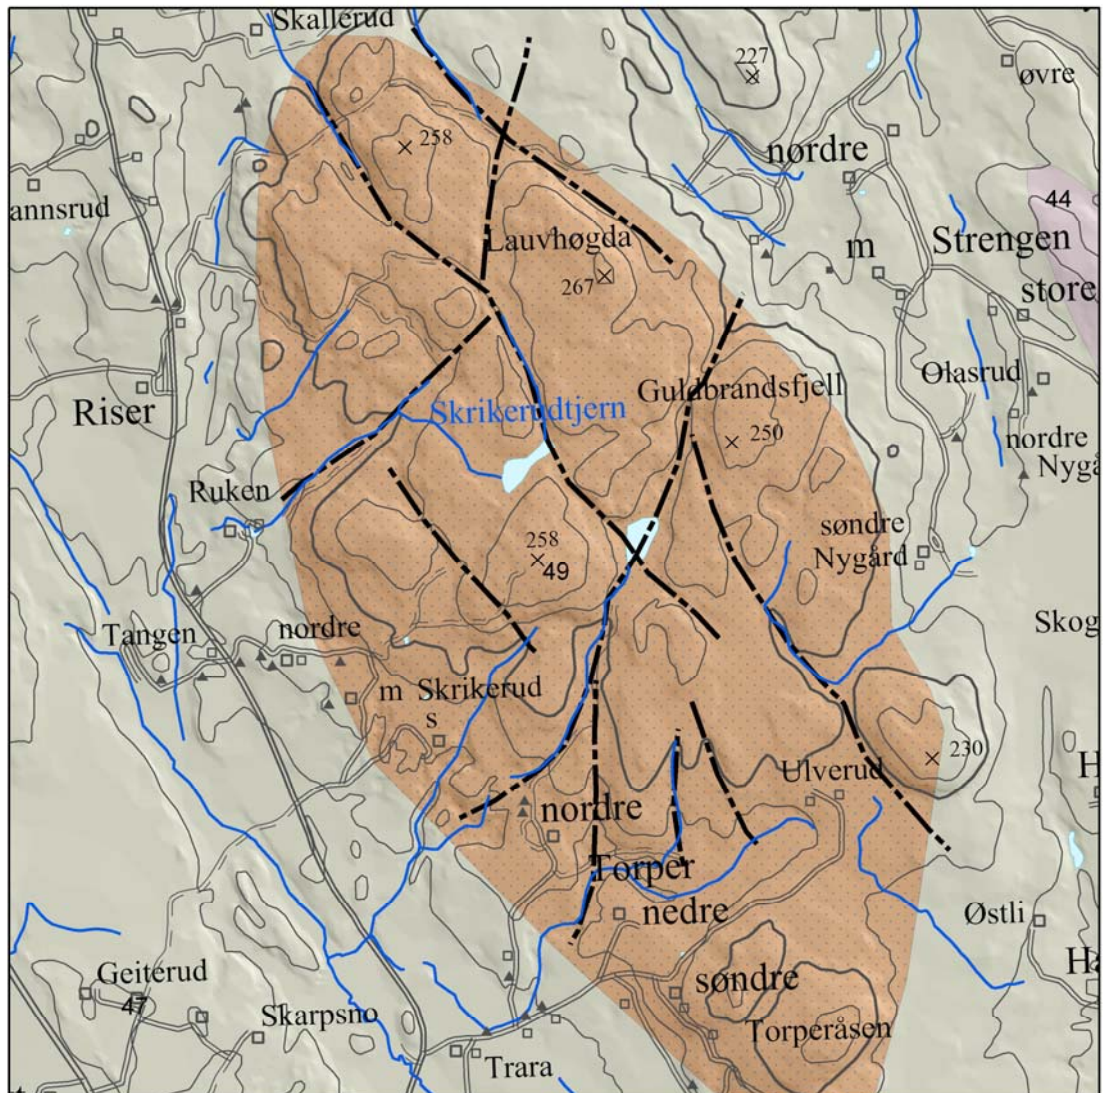 Skallerud
227
øvre
258
nørdre
annsrud
44
Lauvhøgda
m
Strengen
267
store
Olasrud
Guldbrandsfjell
Riser
Skrikerudtjern
250
nordre
Nygå
Ruken
søndre
Nygård
258
49
Skog
Tangen
nordre
m Skrikerud
s
230
Ulverud
H
nordre
Torper
nedre
Østli
Ha
Geiterud
søndre
47
Skarpsno
Torperåsen
Trara